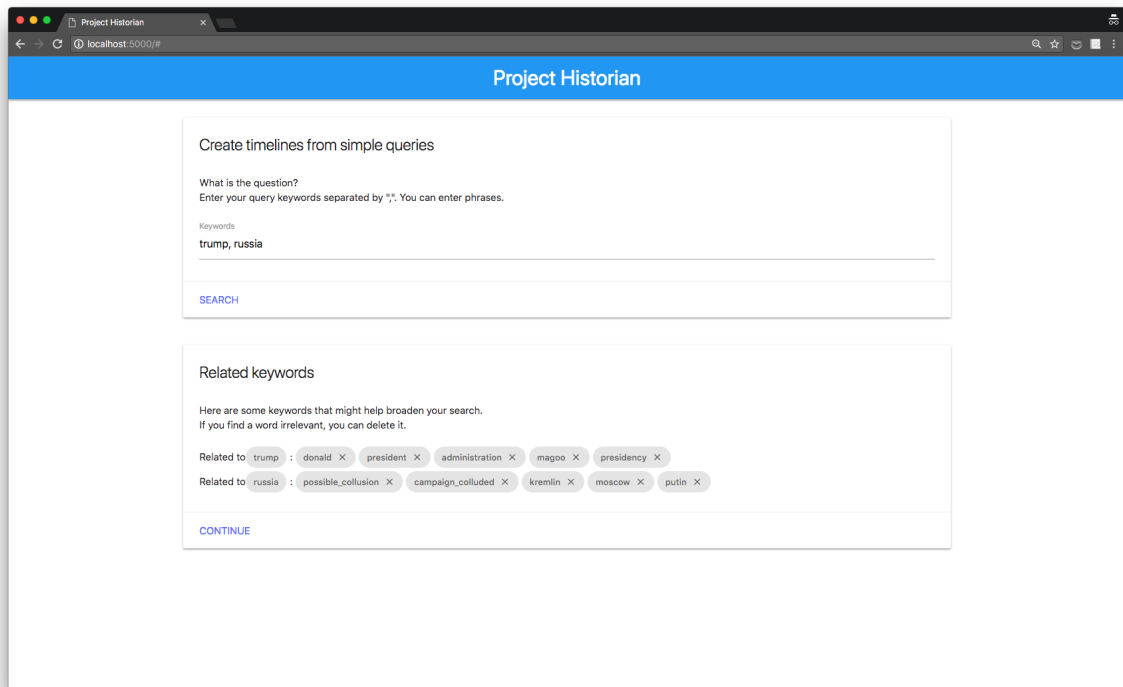 Project Historian
localhost:5000/#
Project Historian
Create timelines from simple queries
What is the question?
Enter your query keywords separated by ",". You can enter phrases.
Keywords
trump, russia
SEARCH
Related keywords
Here are some keywords that might help broaden your search.
If you find a word irrelevant, you can delete it.
Related to trump : donald ✕ president ✕ administration ✕ magoo ✕ presidency ✕
Related to russia : possible_collusion ✕ campaign_colluded ✕ kremlin ✕ moscow ✕ putin ✕
CONTINUE